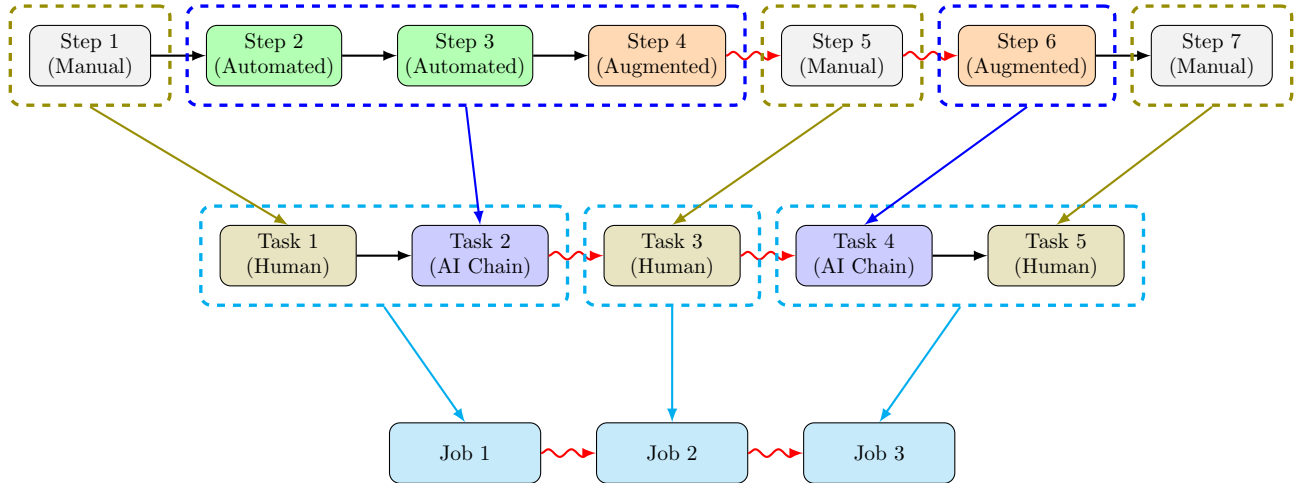 Step 1
(Manual)
Step 2
(Automated)
Step 3
(Automated)
Step 4
(Augmented)
Step 5
(Manual)
Step 6
(Augmented)
Step 7
(Manual)
Task 1
(Human)
Task 2
(AI Chain)
Task 3
(Human)
Task 4
(AI Chain)
Task 5
(Human)
Job 1
Job 2
Job 3